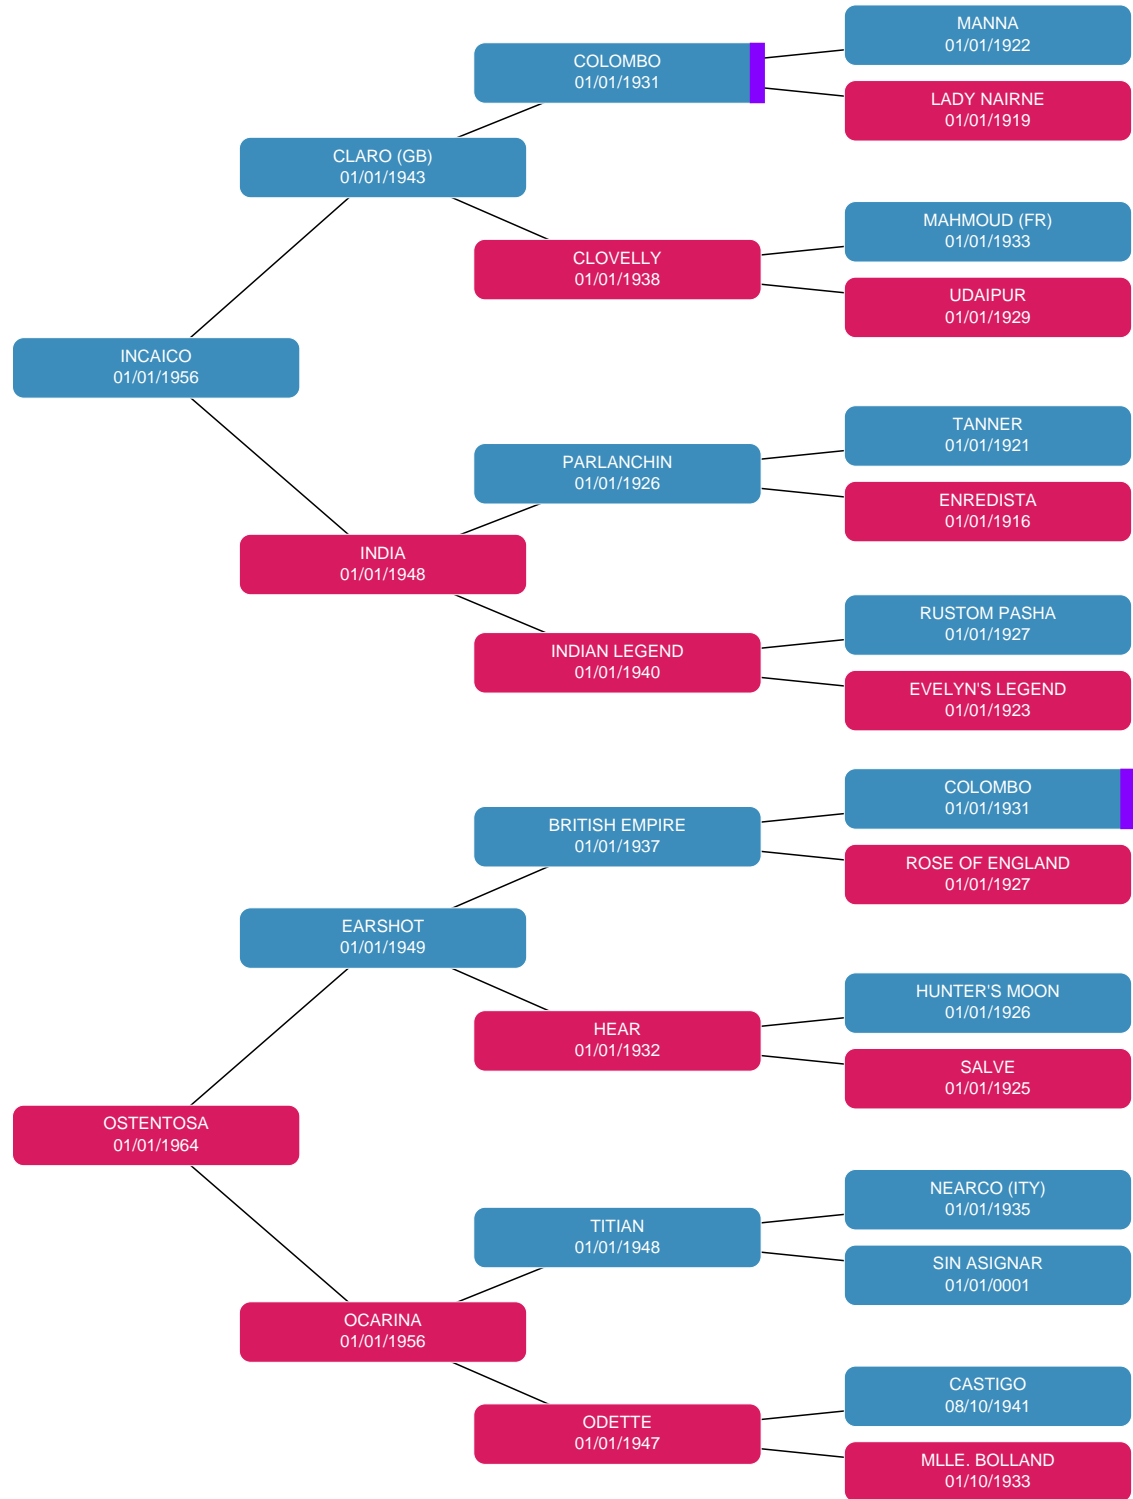 MANNA
01/01/1922
COLOMBO
01/01/1931
LADY NAIRNE
01/01/1919
CLARO (GB)
01/01/1943
MAHMOUD (FR)
01/01/1933
CLOVELLY
01/01/1938
UDAIPUR
01/01/1929
INCAICO
01/01/1956
TANNER
01/01/1921
PARLANCHIN
01/01/1926
ENREDISTA
01/01/1916
INDIA
01/01/1948
RUSTOM PASHA
01/01/1927
INDIAN LEGEND
01/01/1940
EVELYN'S LEGEND
01/01/1923
COLOMBO
01/01/1931
BRITISH EMPIRE
01/01/1937
ROSE OF ENGLAND
01/01/1927
EARSHOT
01/01/1949
HUNTER'S MOON
01/01/1926
HEAR
01/01/1932
SALVE
01/01/1925
OSTENTOSA
01/01/1964
NEARCO (ITY)
01/01/1935
TITIAN
01/01/1948
SIN ASIGNAR
01/01/0001
OCARINA
01/01/1956
CASTIGO
08/10/1941
ODETTE
01/01/1947
MLLE. BOLLAND
01/10/1933